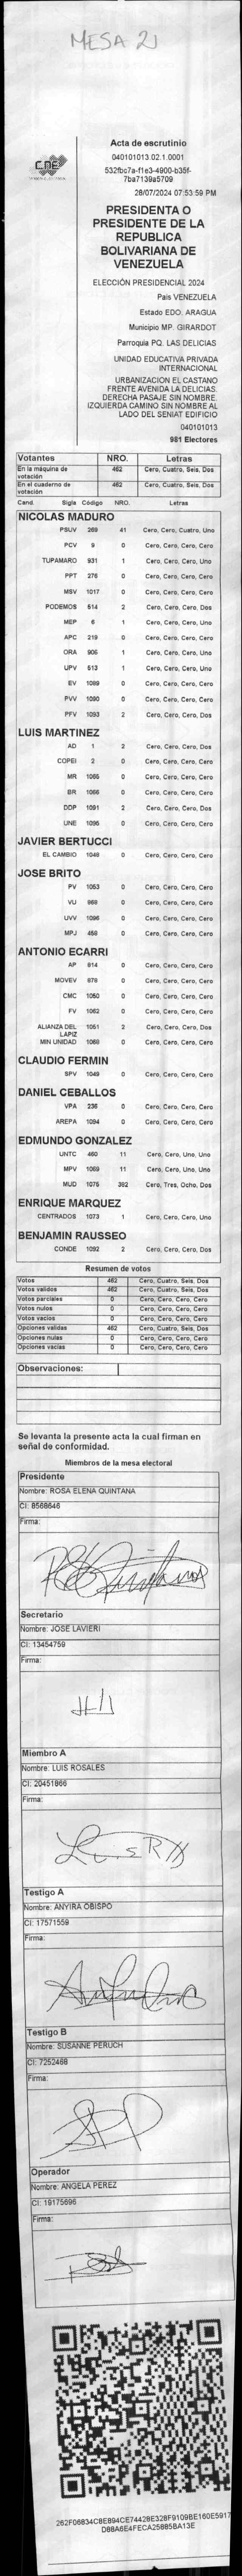 MESA 21
CNE
Acta de escrutinio
040101013.02.1.0001
532fbc7a-f1e3-4900-b35f-
7ba7139a5709
28/07/2024 07:53:59 PM
PRESIDENTA O
PRESIDENTE DE LA
REPUBLICA
BOLIVARIANA DE
VENEZUELA
ELECCIÓN PRESIDENCIAL 2024
País VENEZUELA
Estado EDO. ARAGUA
Municipio MP. GIRARDOT
Parroquia PQ. LAS DELICIAS
UNIDAD EDUCATIVA PRIVADA
INTERNACIONAL
URBANIZACION EL CASTANO
FRENTE AVENIDA LA DELICIAS.
DERECHA PASAJE SIN NOMBRE.
IZQUIERDA CAMINO SIN NOMBRE AL
LADO DEL SENIAT EDIFICIO
040101013
981 Electores
Votantes NRO. Letras
En la máquina de votación 462 Cero, Cuatro, Seis, Dos
En el cuaderno de votación 462 Cero, Cuatro, Seis, Dos
Cand. Sigla Código NRO. Letras
NICOLAS MADURO
PSUV 269 41 Cero, Cero, Cuatro, Uno
PCV 9 0 Cero, Cero, Cero, Cero
TUPAMARO 931 1 Cero, Cero, Cero, Uno
PPT 276 0 Cero, Cero, Cero, Cero
MSV 1017 0 Cero, Cero, Cero, Cero
PODEMOS 514 2 Cero, Cero, Cero, Dos
MEP 6 1 Cero, Cero, Cero, Uno
APC 219 0 Cero, Cero, Cero, Cero
ORA 906 1 Cero, Cero, Cero, Uno
UPV 513 1 Cero, Cero, Cero, Uno
EV 1089 0 Cero, Cero, Cero, Cero
PVV 1090 0 Cero, Cero, Cero, Cero
PFV 1093 2 Cero, Cero, Cero, Dos
LUIS MARTINEZ
AD 1 2 Cero, Cero, Cero, Dos
COPEI 2 0 Cero, Cero, Cero, Cero
MR 1065 0 Cero, Cero, Cero, Cero
BR 1066 0 Cero, Cero, Cero, Cero
DDP 1091 2 Cero, Cero, Cero, Dos
UNE 1095 0 Cero, Cero, Cero, Cero
JAVIER BERTUCCI
EL CAMBIO 1048 0 Cero, Cero, Cero, Cero
JOSE BRITO
PV 1053 0 Cero, Cero, Cero, Cero
VU 868 0 Cero, Cero, Cero, Cero
UVV 1096 0 Cero, Cero, Cero, Cero
MPJ 458 0 Cero, Cero, Cero, Cero
ANTONIO ECARRI
AP 814 0 Cero, Cero, Cero, Cero
MOVEV 878 0 Cero, Cero, Cero, Cero
CMC 1050 0 Cero, Cero, Cero, Cero
FV 1062 0 Cero, Cero, Cero, Cero
ALIANZA DEL LAPIZ 1051 2 Cero, Cero, Cero, Dos
MIN UNIDAD 1068 0 Cero, Cero, Cero, Cero
CLAUDIO FERMIN
SPV 1049 0 Cero, Cero, Cero, Cero
DANIEL CEBALLOS
VPA 236 0 Cero, Cero, Cero, Cero
AREPA 1094 0 Cero, Cero, Cero, Cero
EDMUNDO GONZALEZ
UNTC 460 11 Cero, Cero, Uno, Uno
MPV 1069 11 Cero, Cero, Uno, Uno
MUD 1075 382 Cero, Tres, Ocho, Dos
ENRIQUE MARQUEZ
CENTRADOS 1073 1 Cero, Cero, Cero, Uno
BENJAMIN RAUSSEO
CONDE 1092 2 Cero, Cero, Cero, Dos
Resumen de votos
Votos 462 Cero, Cuatro, Seis, Dos
Votos validos 462 Cero, Cuatro, Seis, Dos
Votos parciales 0 Cero, Cero, Cero, Cero
Votos nulos 0 Cero, Cero, Cero, Cero
Votos vacios 0 Cero, Cero, Cero, Cero
Opciones validas 462 Cero, Cuatro, Seis, Dos
Opciones nulas 0 Cero, Cero, Cero, Cero
Opciones vacías 0 Cero, Cero, Cero, Cero
Observaciones:
Se levanta la presente acta la cual firman en
señal de conformidad.
Miembros de la mesa electoral
Presidente
Nombre: ROSA ELENA QUINTANA
CI: 8568646
Firma:
Secretario
Nombre: JOSE LAVIERI
CI: 13454759
Firma:
Miembro A
Nombre: LUIS ROSALES
CI: 20451866
Firma:
Testigo A
Nombre: ANYIRA OBISPO
CI: 17571559
Firma:
Testigo B
Nombre: SUSANNE PERUCH
CI: 7252468
Firma:
Operador
Nombre: ANGELA PEREZ
CI: 19175696
Firma:
262F06834C8E894CE74428E328F9109BE160E5917
D88A6E4FECA25885BA13E